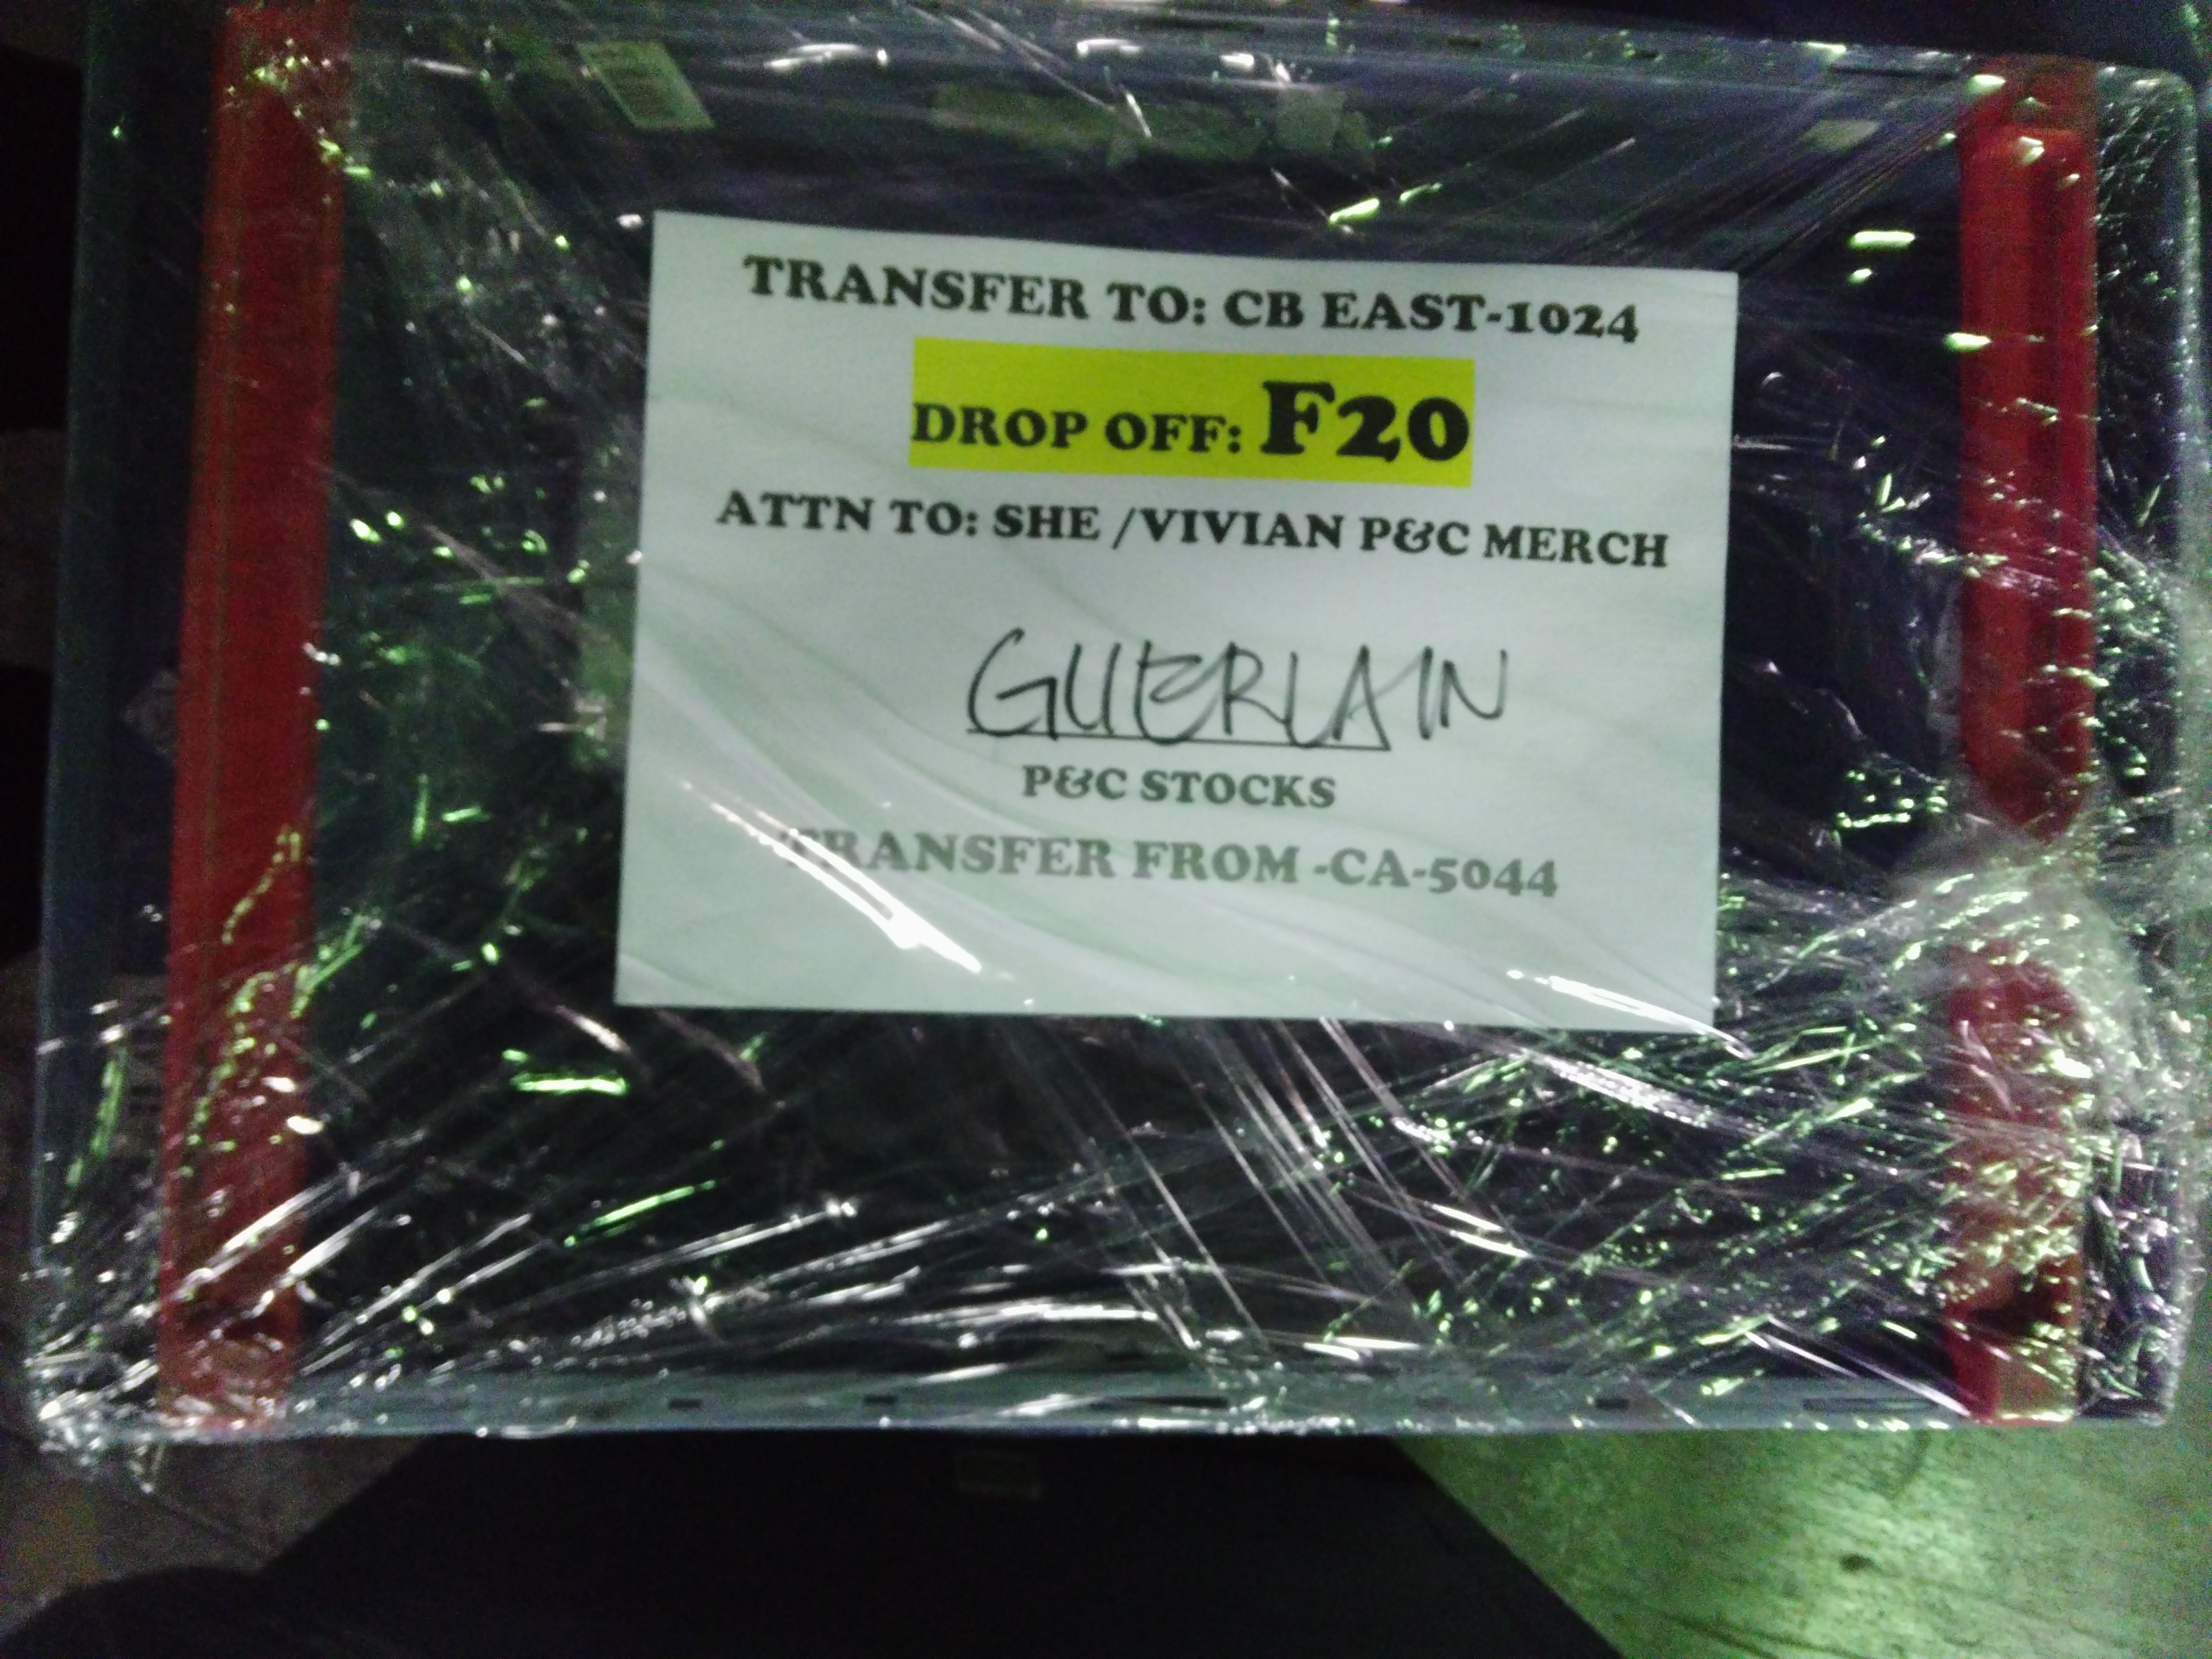 TRANSFER TO: CB EAST-1024
DROP OFF: F20
ATTN TO: SHE /VIVIAN P&C MERCH
GUERLAIN
P&C STOCKS
TRANSFER FROM -CA-5044